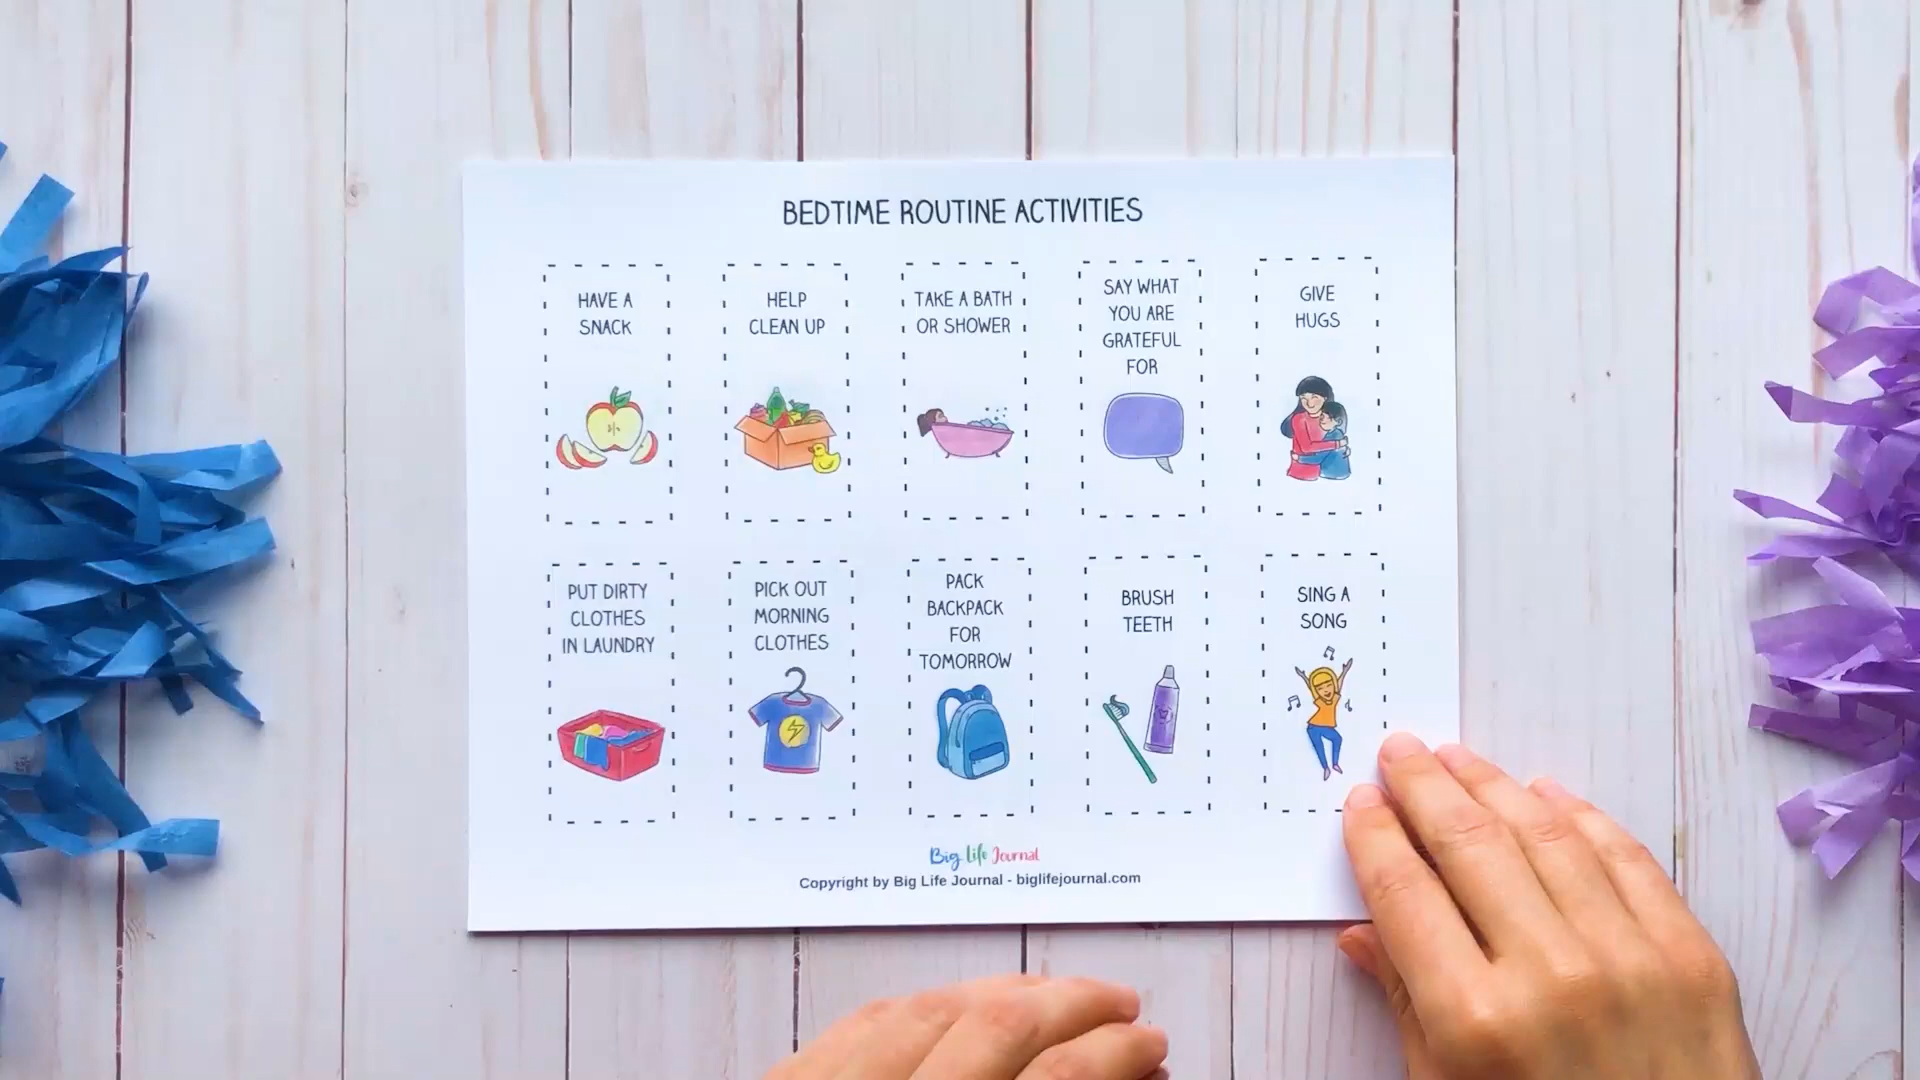 BEDTIME ROUTINE ACTIVITIES
HAVE A
SNACK
HELP
CLEAN UP
TAKE A BATH
OR SHOWER
SAY WHAT
YOU ARE
GRATEFUL
FOR
GIVE
HUGS
PUT DIRTY
CLOTHES
IN LAUNDRY
PICK OUT
MORNING
CLOTHES
PACK
BACKPACK
FOR
TOMORROW
BRUSH
TEETH
SING A
SONG
Big Life Journal
Copyright by Big Life Journal - biglifejournal.com